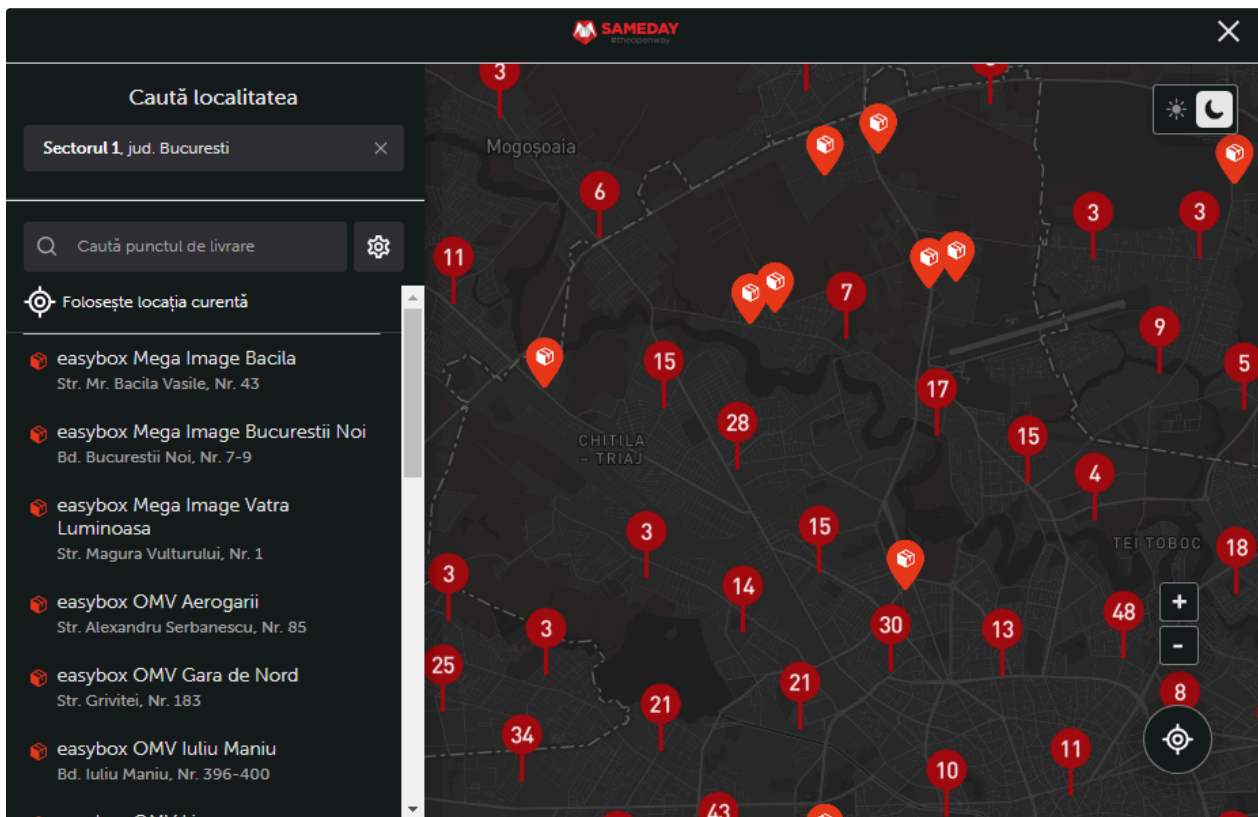 SAMEDAY
#theopenway
Caută localitatea
Sectorul 1, jud. Bucuresti
Caută punctul de livrare
Folosește locația curentă
easybox Mega Image Bacila
Str. Mr. Bacila Vasile, Nr. 43
easybox Mega Image Bucurestii Noi
Bd. Bucurestii Noi, Nr. 7-9
easybox Mega Image Vatra
Luminoasa
Str. Magura Vulturului, Nr. 1
easybox OMV Aerogarii
Str. Alexandru Serbanescu, Nr. 85
easybox OMV Gara de Nord
Str. Grivitei, Nr. 183
easybox OMV Iuliu Maniu
Bd. Iuliu Maniu, Nr. 396-400
3
Mogoșoaia
6
3
3
11
7
9
15
5
17
28
15
CHITILA
- TRIAJ
4
3
15
TEI TOBOC
18
3
14
48
+
3
30
13
-
25
21
8
21
34
11
10
43